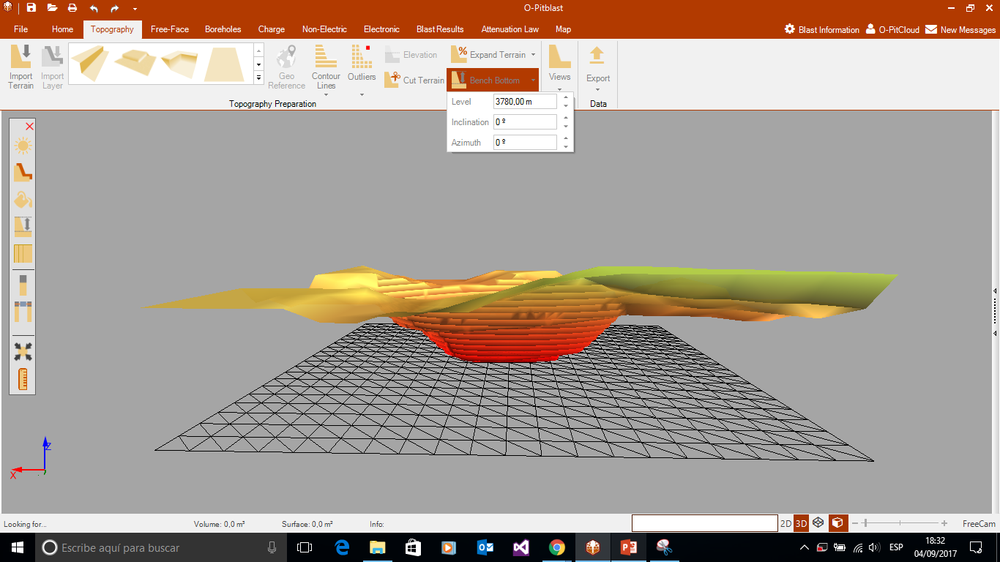 O-Pitblast
File Home Topography Free-Face Boreholes Charge Non-Electric Electronic Blast Results Attenuation Law Map Blast Information O-PitCloud New Messages
Import Terrain
Import Layer
Geo Reference
Contour Lines
Outliers
Elevation
Cut Terrain
Expand Terrain
Bench Bottom
Views
Export
Topography Preparation
Data
Level 3780,00 m
Inclination 0 º
Azimuth 0 º
Z
X
Looking for... Volume: 0,0 m³ Surface: 0,0 m² Info: 2D 3D FreeCam
Escribe aquí para buscar
ESP
18:32
04/09/2017